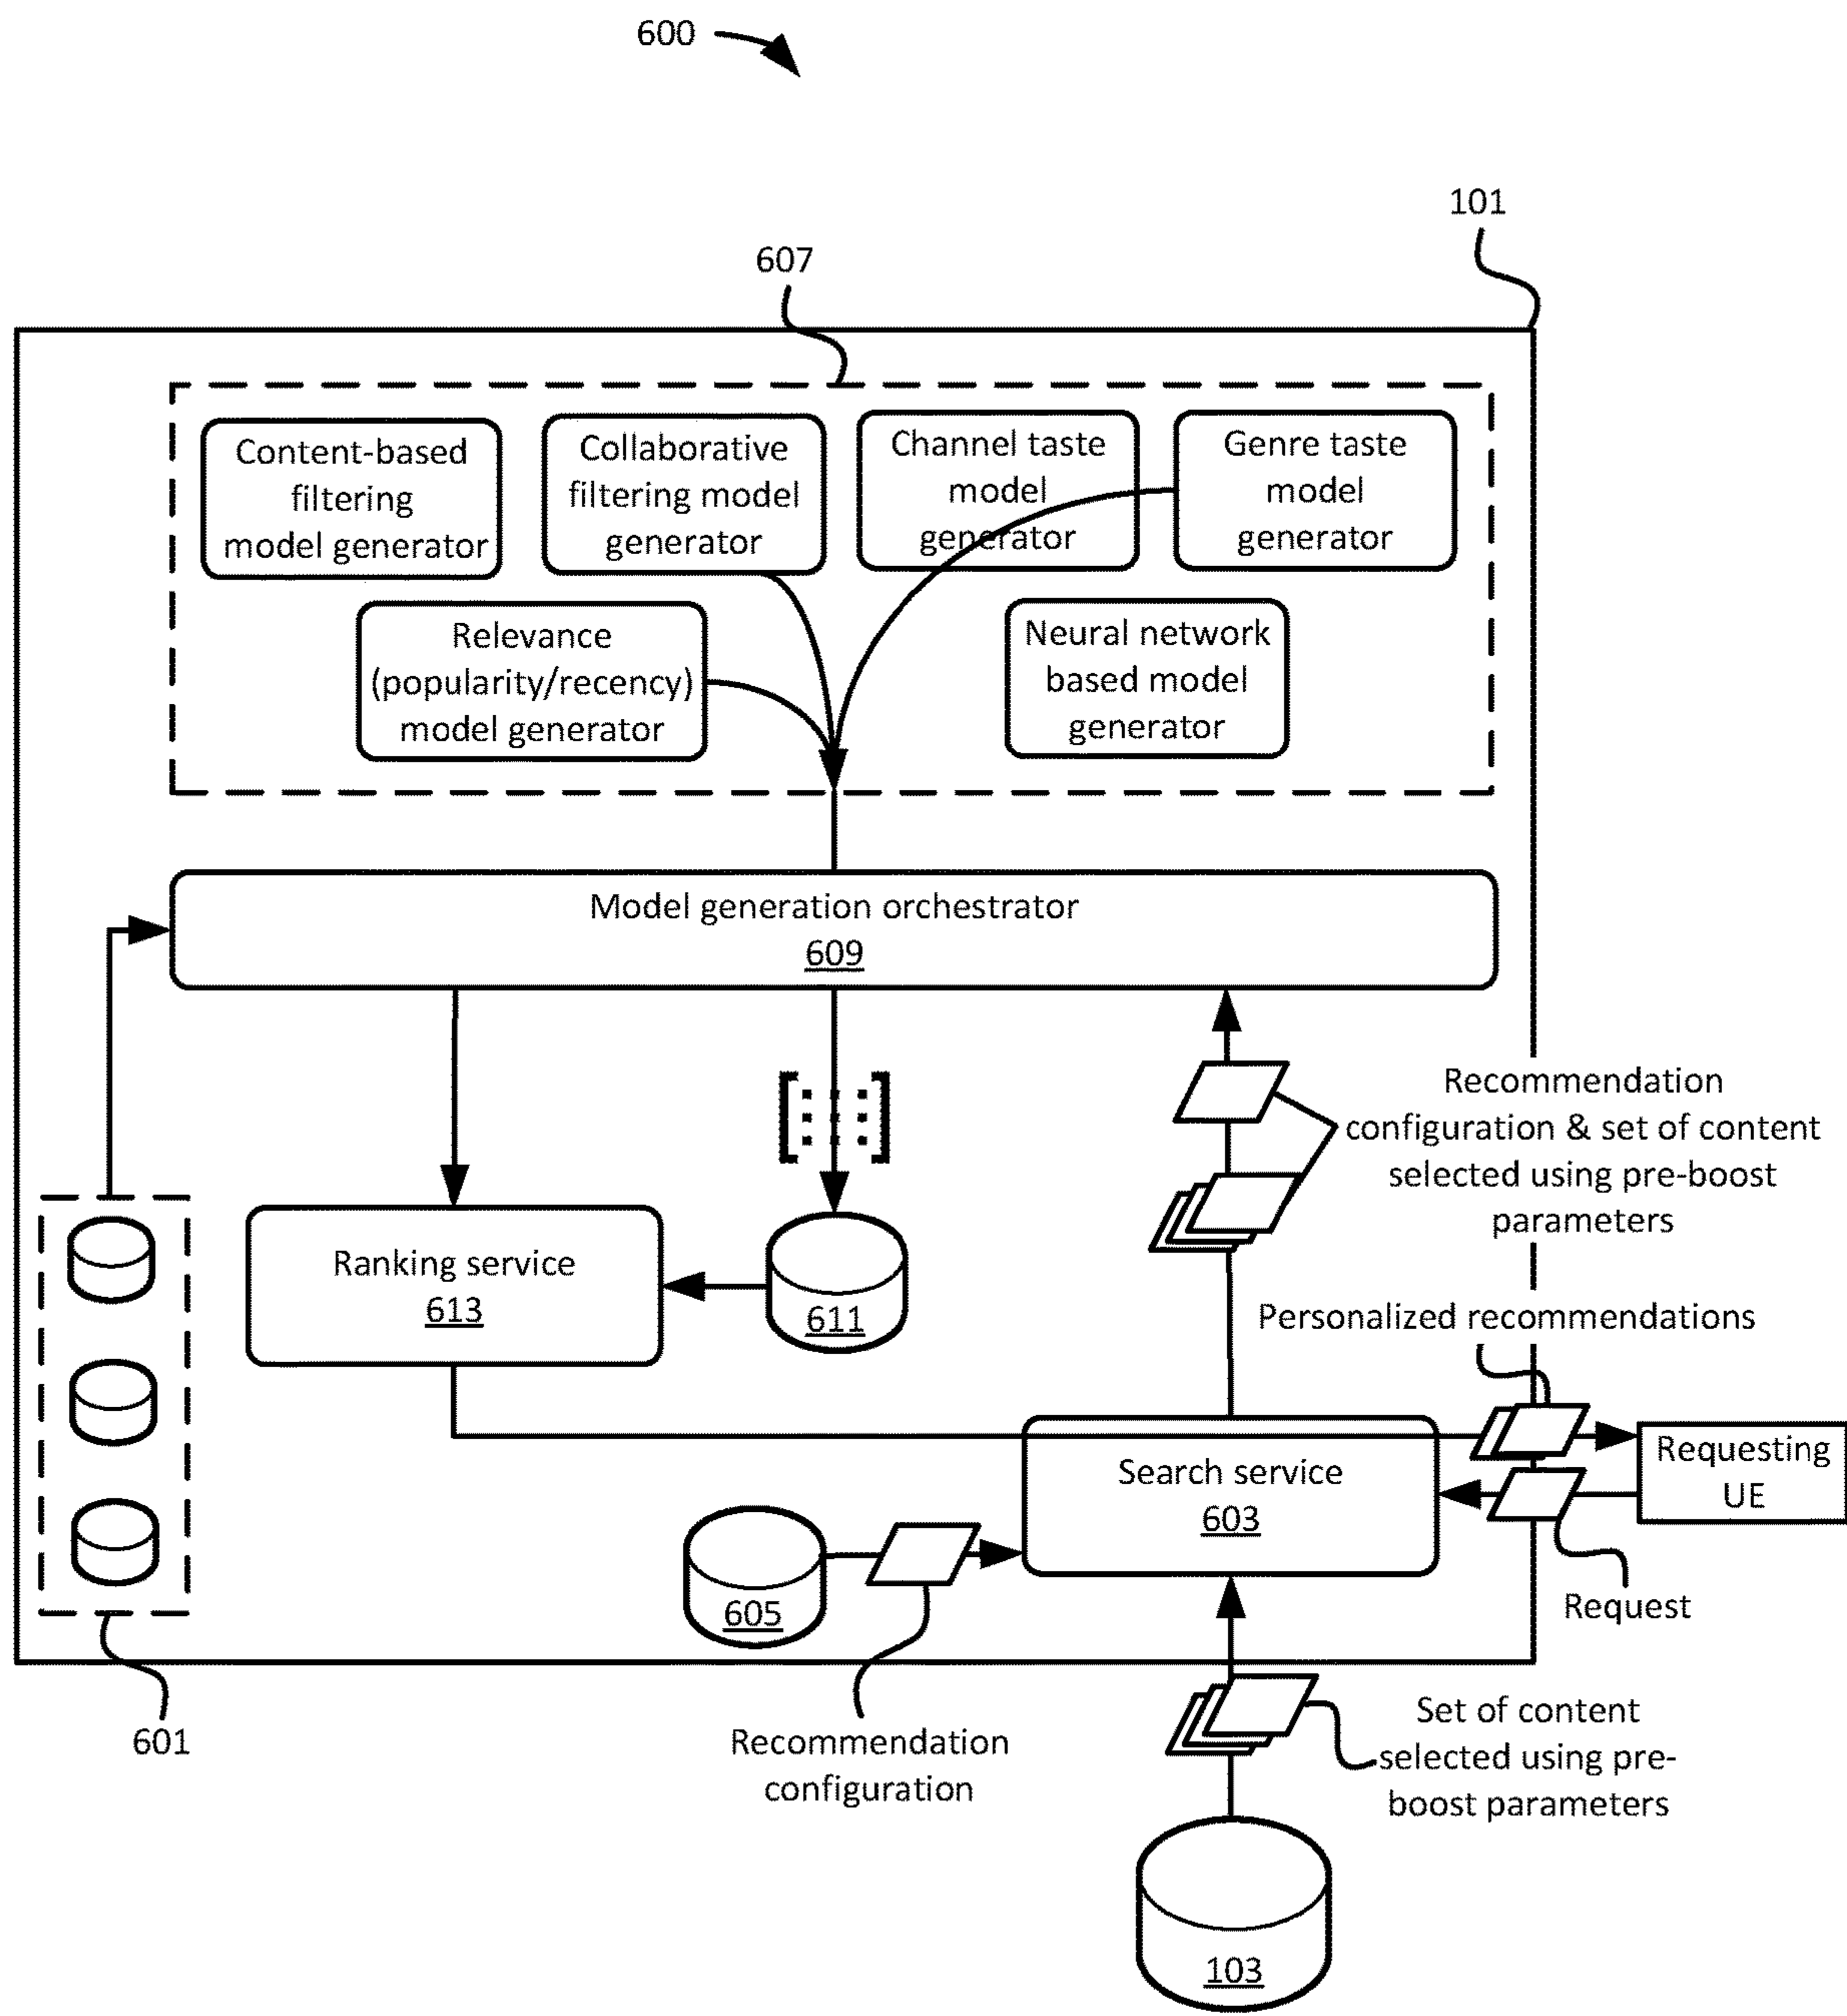 600
101
607
Content-based
filtering
model generator
Collaborative
filtering model
generator
Channel taste
model
generator
Genre taste
model
generator
Relevance
(popularity/recency)
model generator
Neural network
based model
generator
Model generation orchestrator
609
Recommendation
configuration & set of content
selected using pre-boost
parameters
Ranking service
613
611
Personalized recommendations
Requesting
UE
Search service
603
605
Request
601
Recommendation
configuration
Set of content
selected using pre-
boost parameters
103